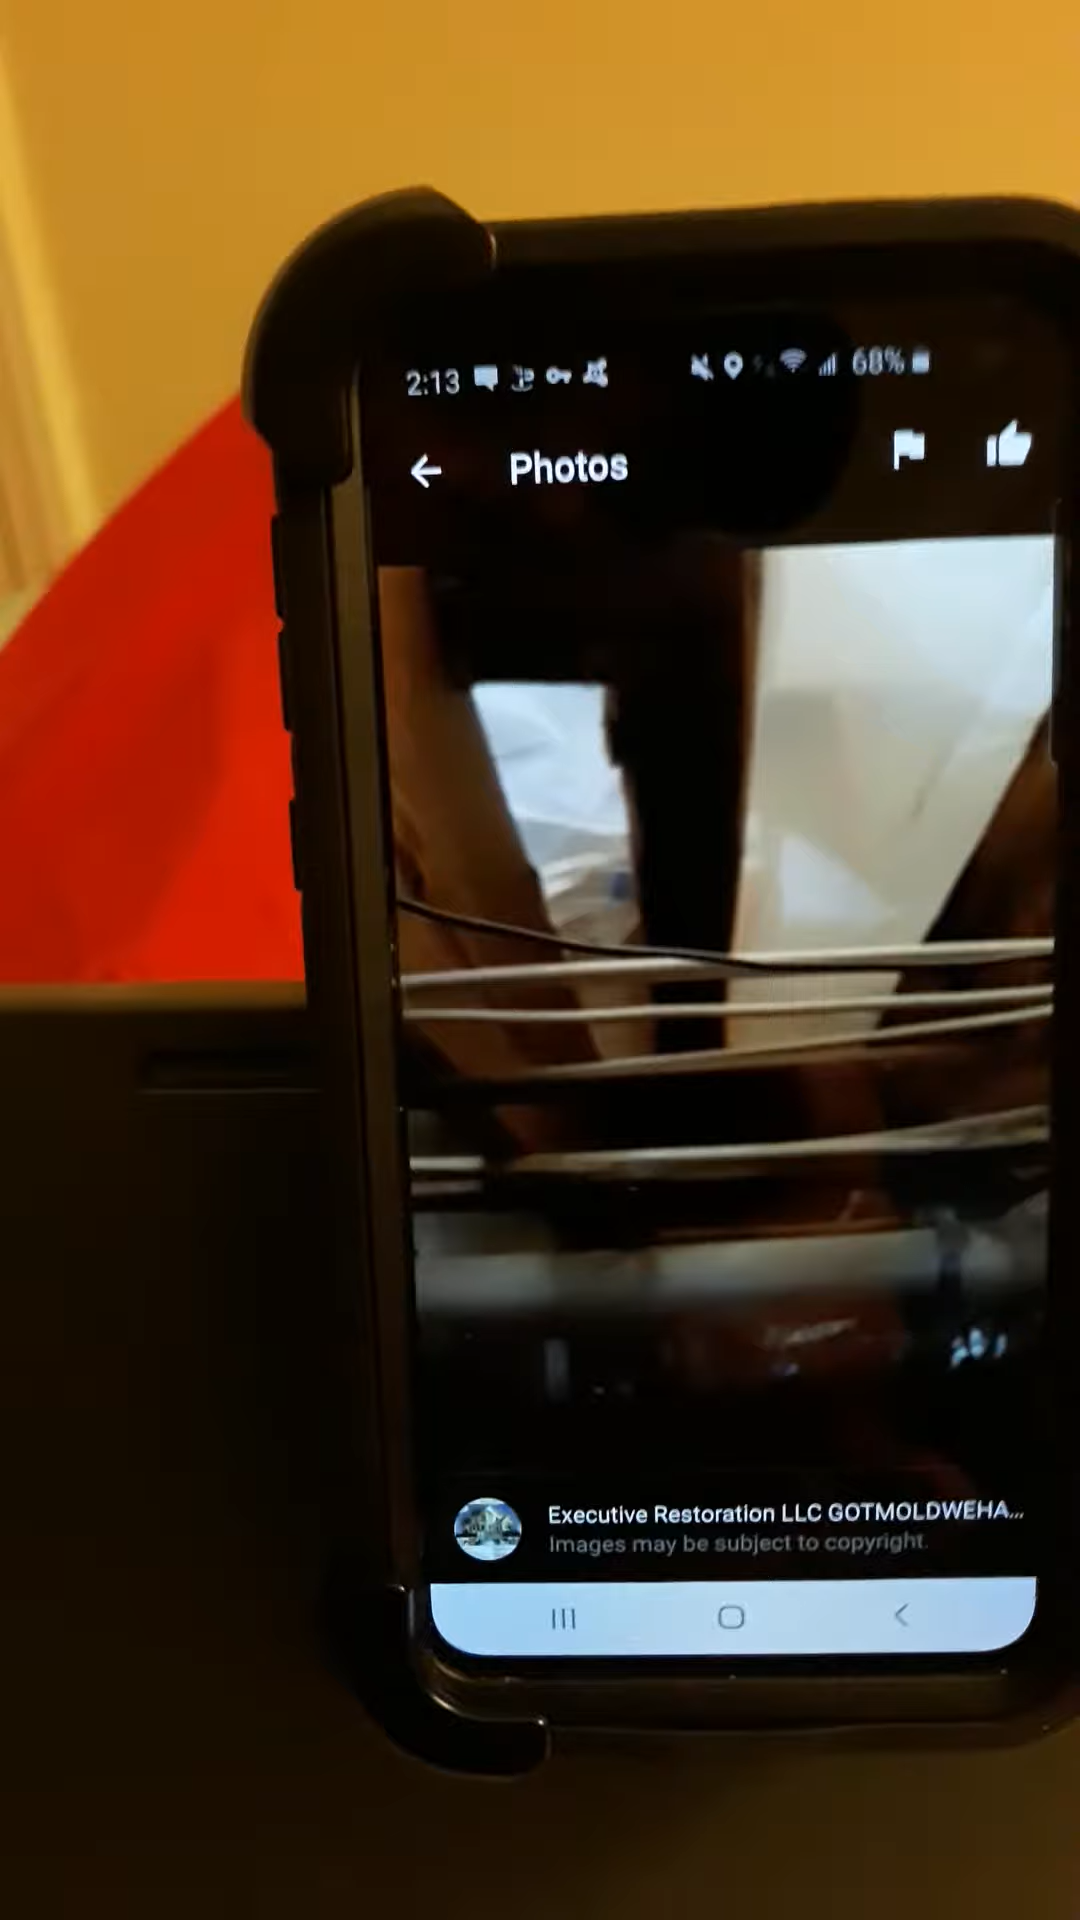 2:13 68%
Photos
Executive Restoration LLC GOTMOLDWEHA...
Images may be subject to copyright.